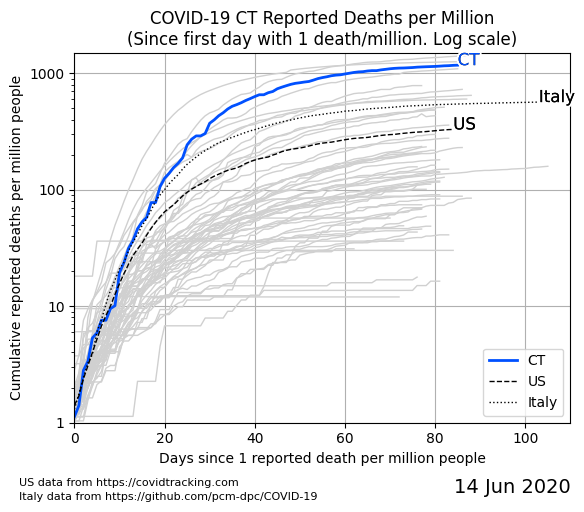 COVID-19 CT Reported Deaths per Million
(Since first day with 1 death/million. Log scale)
Cumulative reported deaths per million people
1000
100
10
1
CT
Italy
US
CT
US
Italy
0 20 40 60 80 100
Days since 1 reported death per million people
US data from https://covidtracking.com
Italy data from https://github.com/pcm-dpc/COVID-19
14 Jun 2020